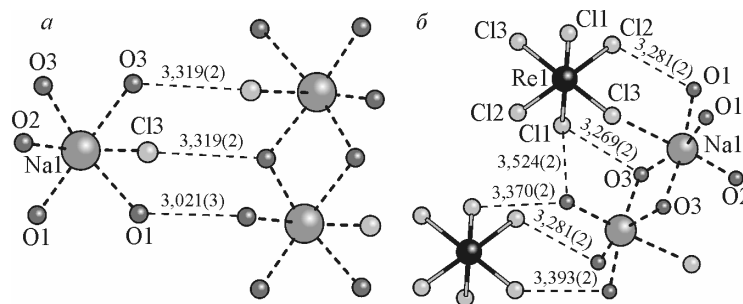 а
O3
O3
3,319(2)
O2
Cl3
3,319(2)
Na1
3,021(3)
O1
O1
б
Cl1
Cl2
Cl3
3,281(2)
Re1
O1
Cl3
O1
Cl2
Cl1
3,269(2)
Na1
3,524(2)
O3
O2
3,370(2)
O3
3,281(2)
3,393(2)